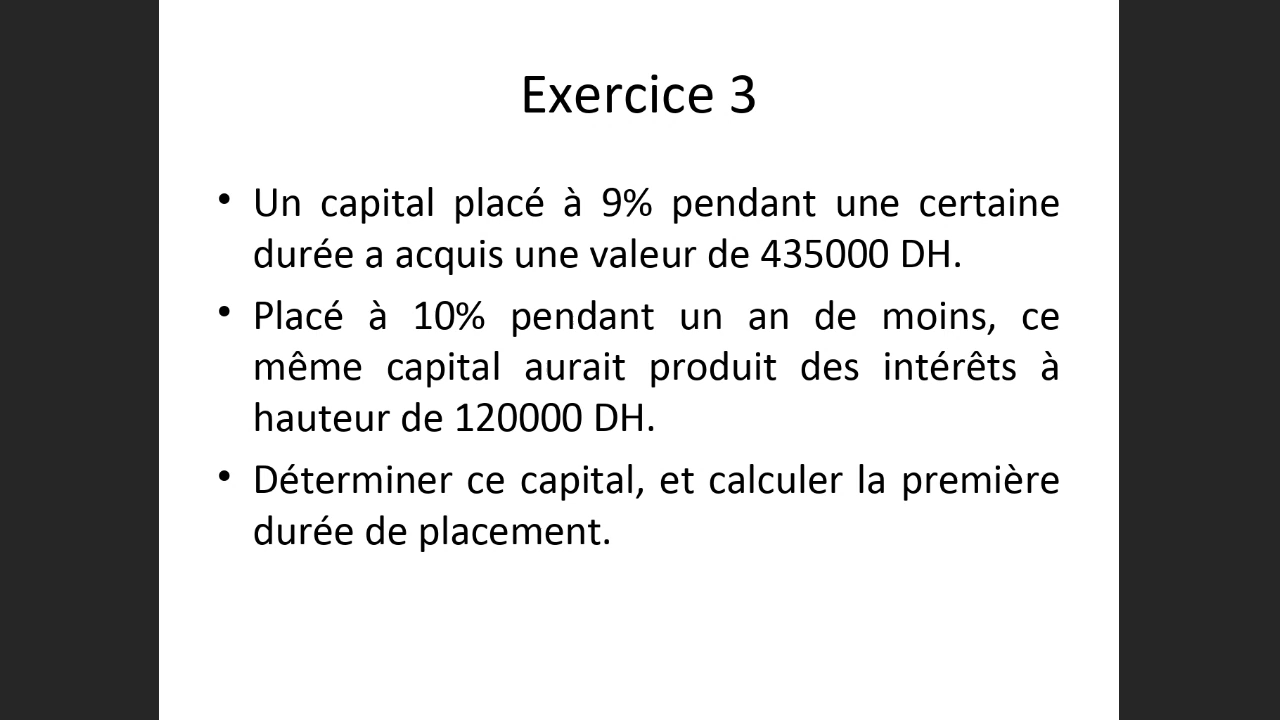 Exercice 3
• Un capital placé à 9% pendant une certaine
durée a acquis une valeur de 435000 DH.
• Placé à 10% pendant un an de moins, ce
même capital aurait produit des intérêts à
hauteur de 120000 DH.
• Déterminer ce capital, et calculer la première
durée de placement.